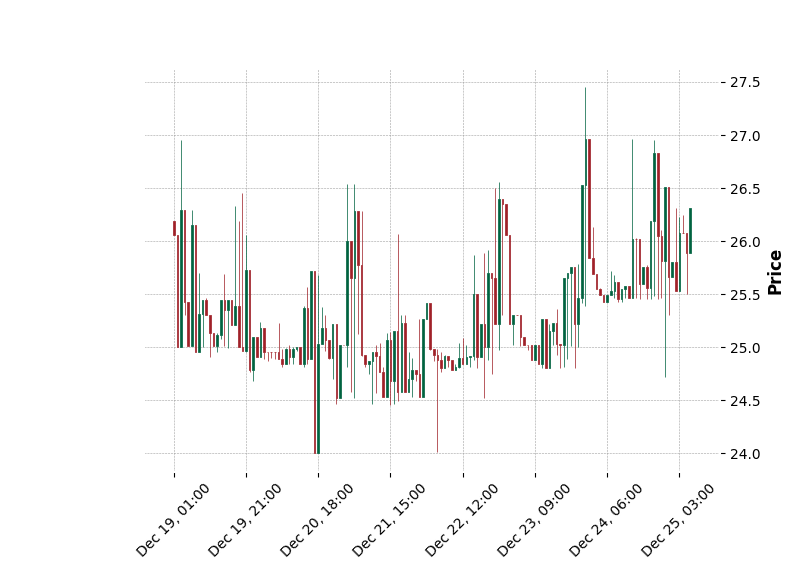 27.5
27.0
26.5
26.0
25.5
25.0
24.5
24.0
Price
Dec 19, 01:00
Dec 19, 21:00
Dec 20, 18:00
Dec 21, 15:00
Dec 22, 12:00
Dec 23, 09:00
Dec 24, 06:00
Dec 25, 03:00